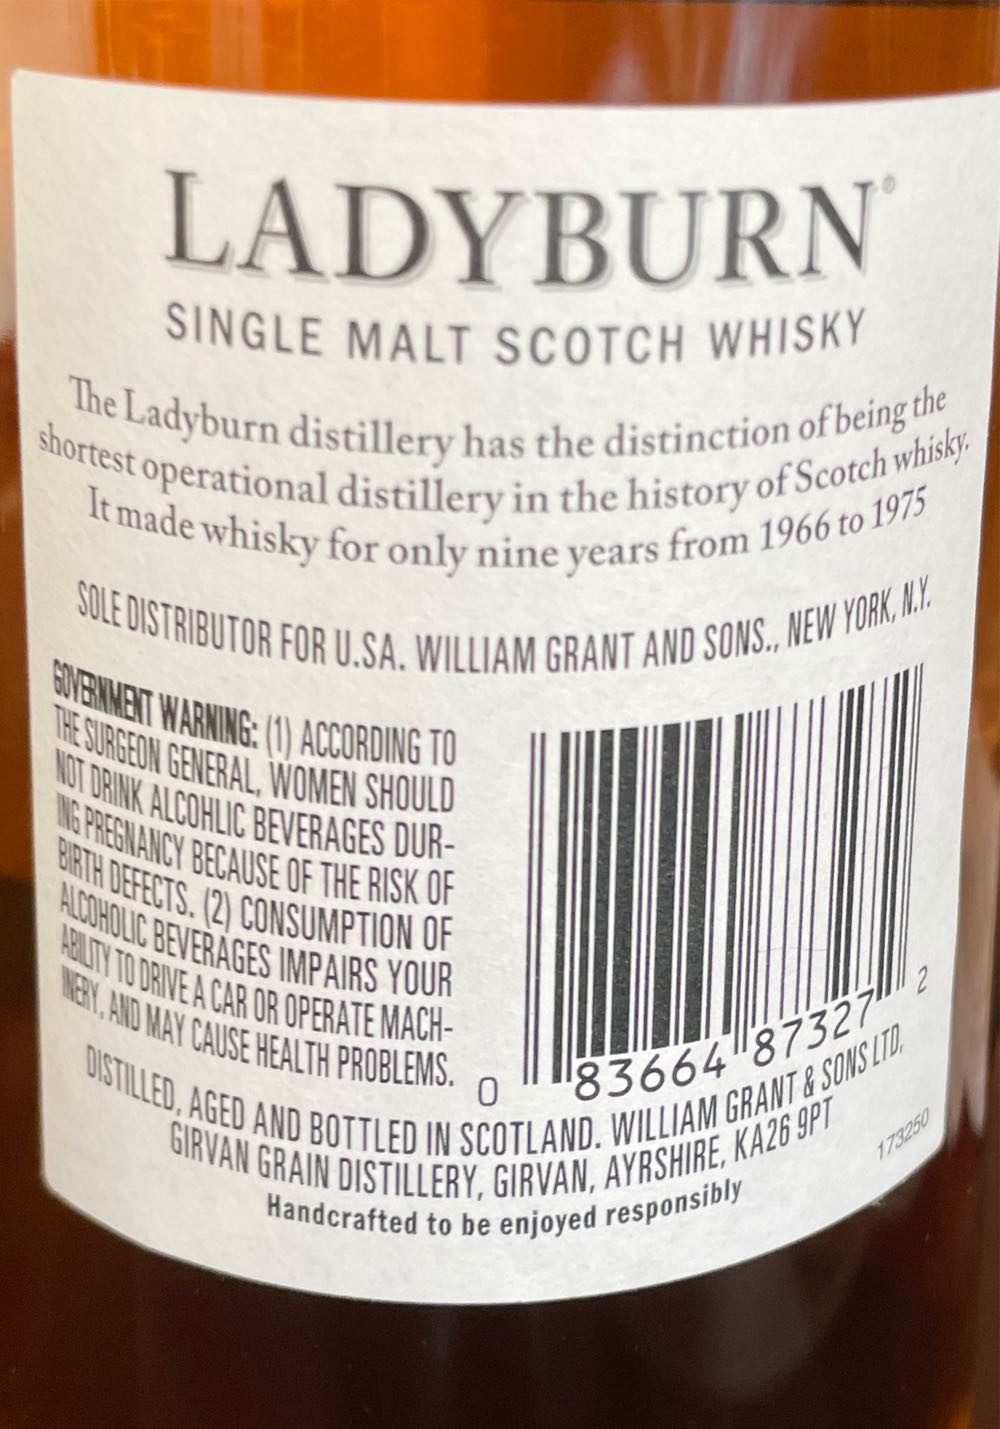 LADYBURN®
SINGLE MALT SCOTCH WHISKY
The Ladyburn distillery has the distinction of being the
shortest operational distillery in the history of Scotch whisky.
It made whisky for only nine years from 1966 to 1975
SOLE DISTRIBUTOR FOR U.S.A. WILLIAM GRANT AND SONS., NEW YORK, N.Y.
GOVERNMENT WARNING: (1) ACCORDING TO
THE SURGEON GENERAL, WOMEN SHOULD
NOT DRINK ALCOHLIC BEVERAGES DUR-
ING PREGNANCY BECAUSE OF THE RISK OF
BIRTH DEFECTS. (2) CONSUMPTION OF
ALCOHOLIC BEVERAGES IMPAIRS YOUR
ABILITY TO DRIVE A CAR OR OPERATE MACH-
INERY, AND MAY CAUSE HEALTH PROBLEMS.
0 83664 87327 2
DISTILLED, AGED AND BOTTLED IN SCOTLAND. WILLIAM GRANT & SONS LTD,
GIRVAN GRAIN DISTILLERY, GIRVAN, AYRSHIRE, KA26 9PT
173250
Handcrafted to be enjoyed responsibly